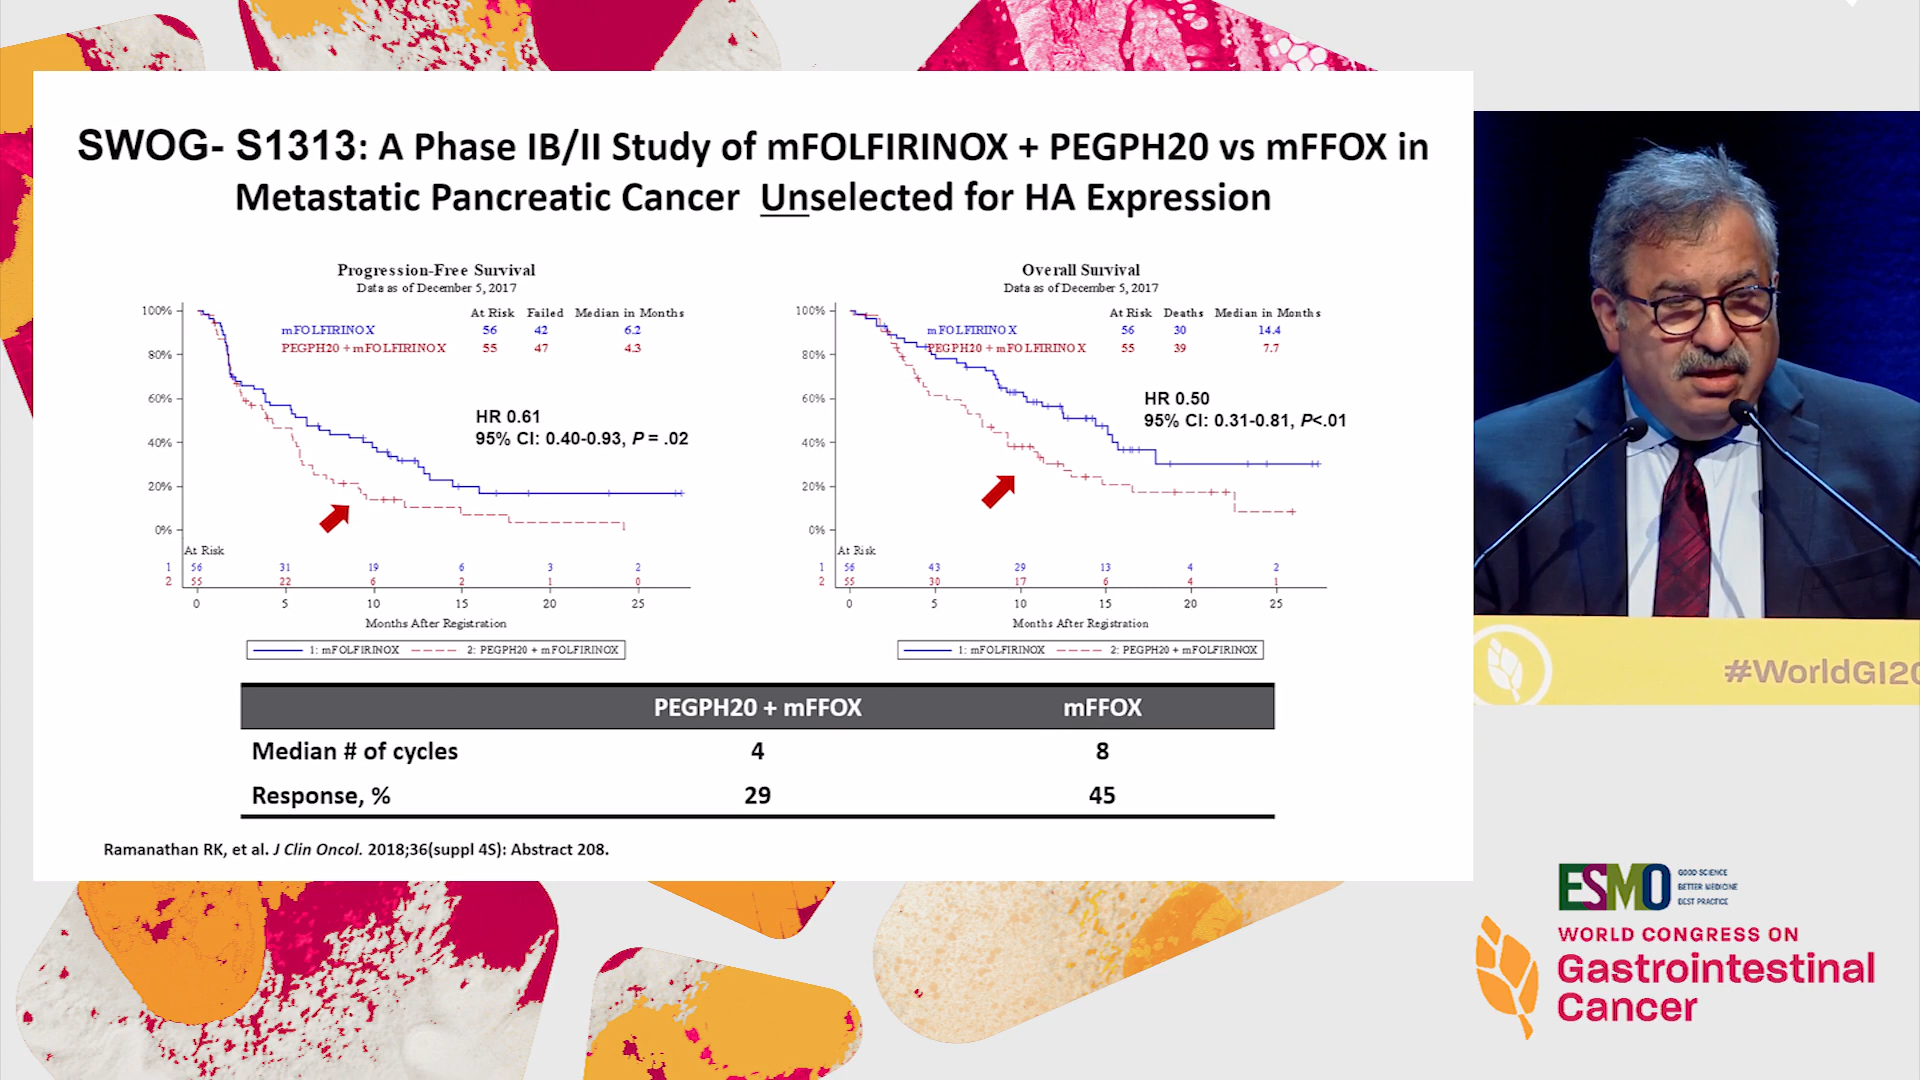 SWOG- S1313: A Phase IB/II Study of mFOLFIRINOX + PEGPH20 vs mFFOX in
Metastatic Pancreatic Cancer Unselected for HA Expression
Progression-Free Survival
Data as of December 5, 2017
At Risk Failed Median in Months
mFOLFIRINOX 56 42 6.2
PEGPH20 + mFOLFIRINOX 55 47 4.3
HR 0.61
95% CI: 0.40-0.93, P = .02
100%
80%
60%
40%
20%
0%
At Risk
1 56 31 19 6 3 2
2 55 22 6 2 1 0
0 5 10 15 20 25
Months After Registration
1: mFOLFIRINOX 2: PEGPH20 + mFOLFIRINOX
Overall Survival
Data as of December 5, 2017
At Risk Deaths Median in Months
mFOLFIRINOX 56 30 14.4
PEGPH20 + mFOLFIRINOX 55 39 7.7
HR 0.50
95% CI: 0.31-0.81, P<.01
100%
80%
60%
40%
20%
0%
At Risk
1 56 43 29 13 4 2
2 55 30 17 6 4 1
0 5 10 15 20 25
Months After Registration
1: mFOLFIRINOX 2: PEGPH20 + mFOLFIRINOX
PEGPH20 + mFFOX mFFOX
Median # of cycles 4 8
Response, % 29 45
Ramanathan RK, et al. J Clin Oncol. 2018;36(suppl 4S): Abstract 208.
#WorldGI20
ESMO
GOOD SCIENCE
BETTER MEDICINE
BEST PRACTICE
WORLD CONGRESS ON
Gastrointestinal
Cancer